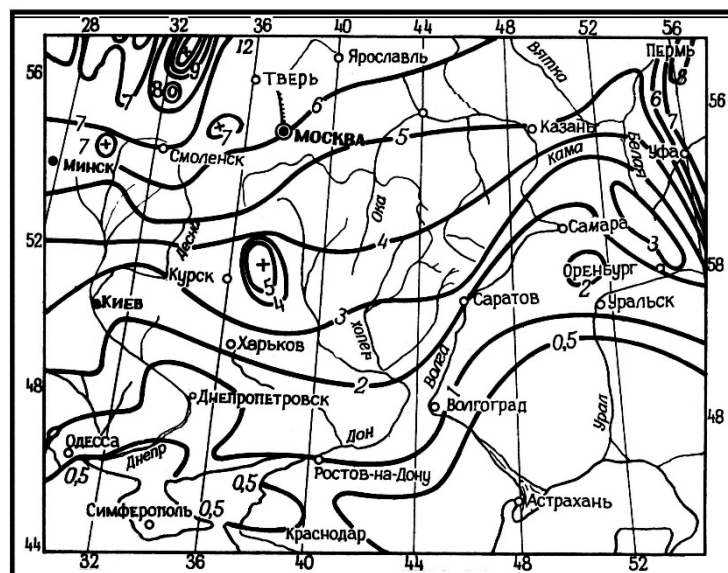 28 32 12 36 40 44 48 52 56
56 Ярославль Вятка Пермь 56
9 8 8
Тверь 6 6
7 7
7 Москва 5 Казань
7 Минск Смоленск Кама Белая Уфа
Ока
Десна 4 Самара
52 52
3
Курск 5 Оренбург 58
4 2
Киев 3 Саратов Уральск
Хопер
Харьков 0,5
2 Волга
48 Днепропетровск 1 Волгоград Урал 48
Дон
Одесса Днепр
0,5 Ростов-на-Дону
0,5 0,5
Симферополь Астрахань
Краснодар
44 44
32 36 40 44 48 52